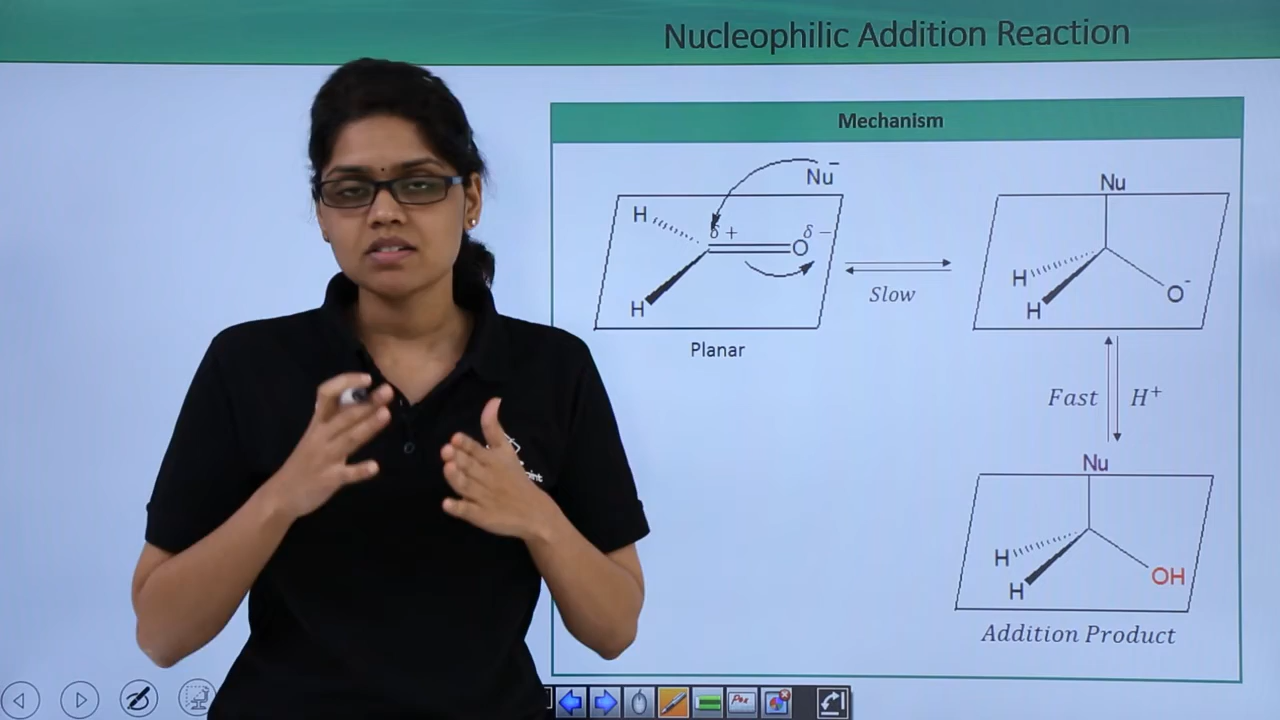 Nucleophilic Addition Reaction
Mechanism
Nu⁻
H
δ+
δ−
O
H
Planar
Slow
Nu
H
H
O⁻
Fast
H⁺
Nu
H
H
OH
Addition Product